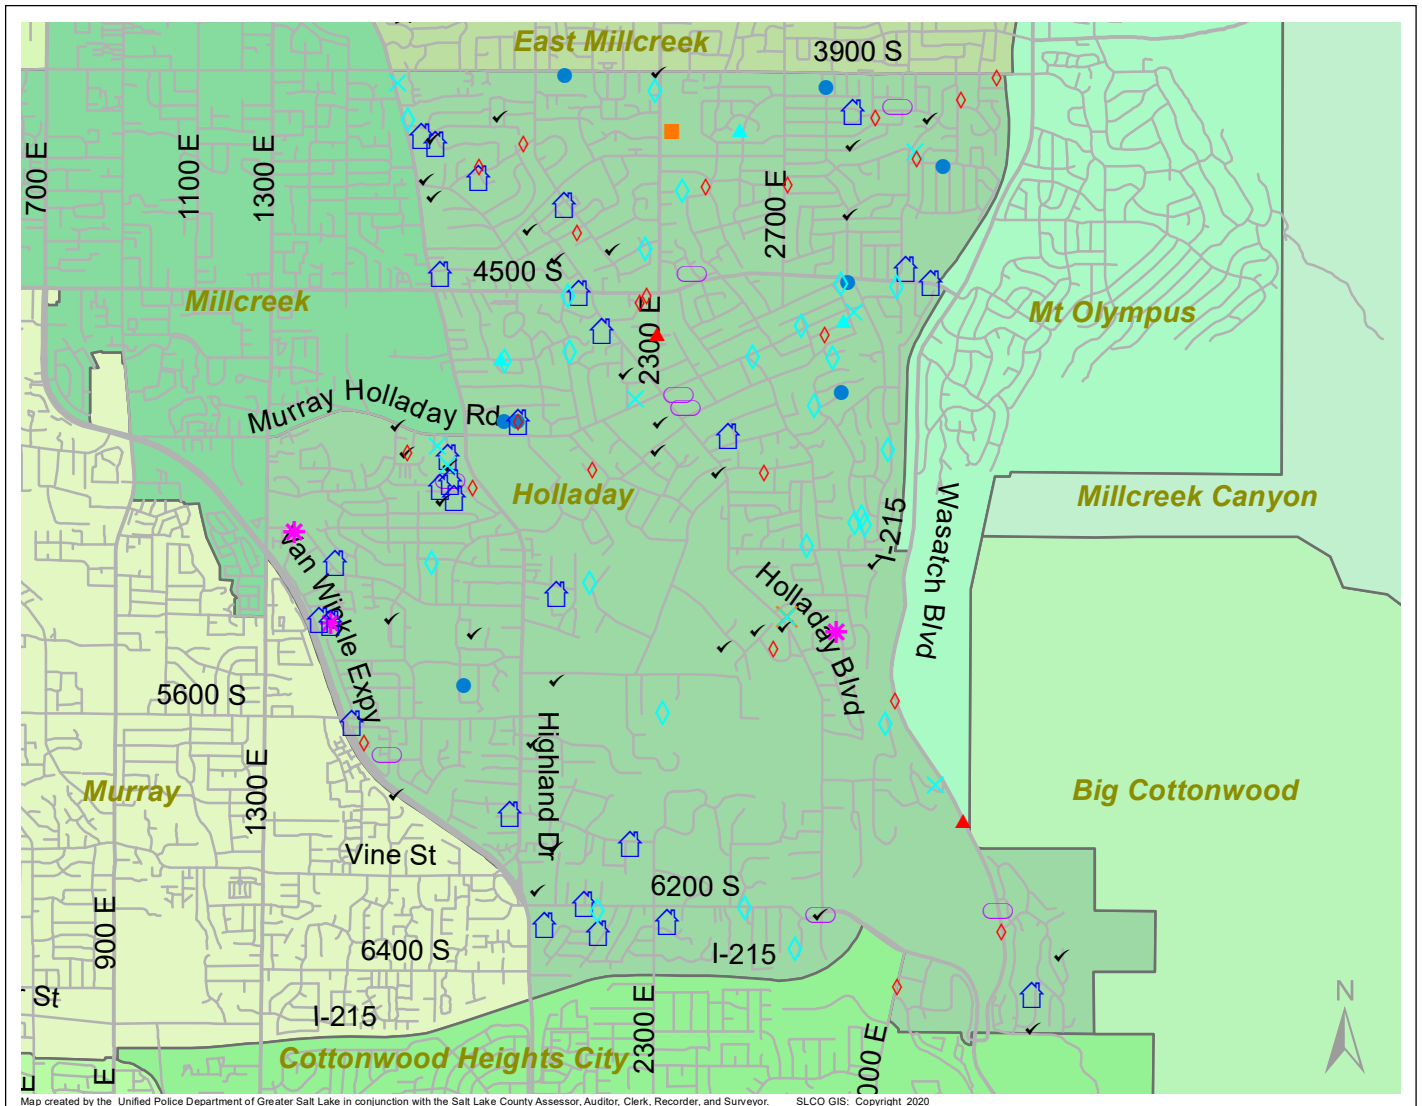 East Millcreek
3900 S
700 E
1100 E
1300 E
2700 E
4500 S
Millcreek
Mt Olympus
2300 E
Murray Holladay Rd
Holladay
Millcreek Canyon
I-215
Wasatch Blvd
Van Winkle Expy
Holladay Blvd
5600 S
Highland Dr
Murray
1300 E
Big Cottonwood
Vine St
6200 S
900 E
6400 S
I-215
St
I-215
N
2300 E
Cottonwood Heights City
000 E
E
E
Map created by the Unified Police Department of Greater Salt Lake in conjunction with the Salt Lake County Assessor, Auditor, Clerk, Recorder, and Surveyor. SLCO GIS: Copyright 2020